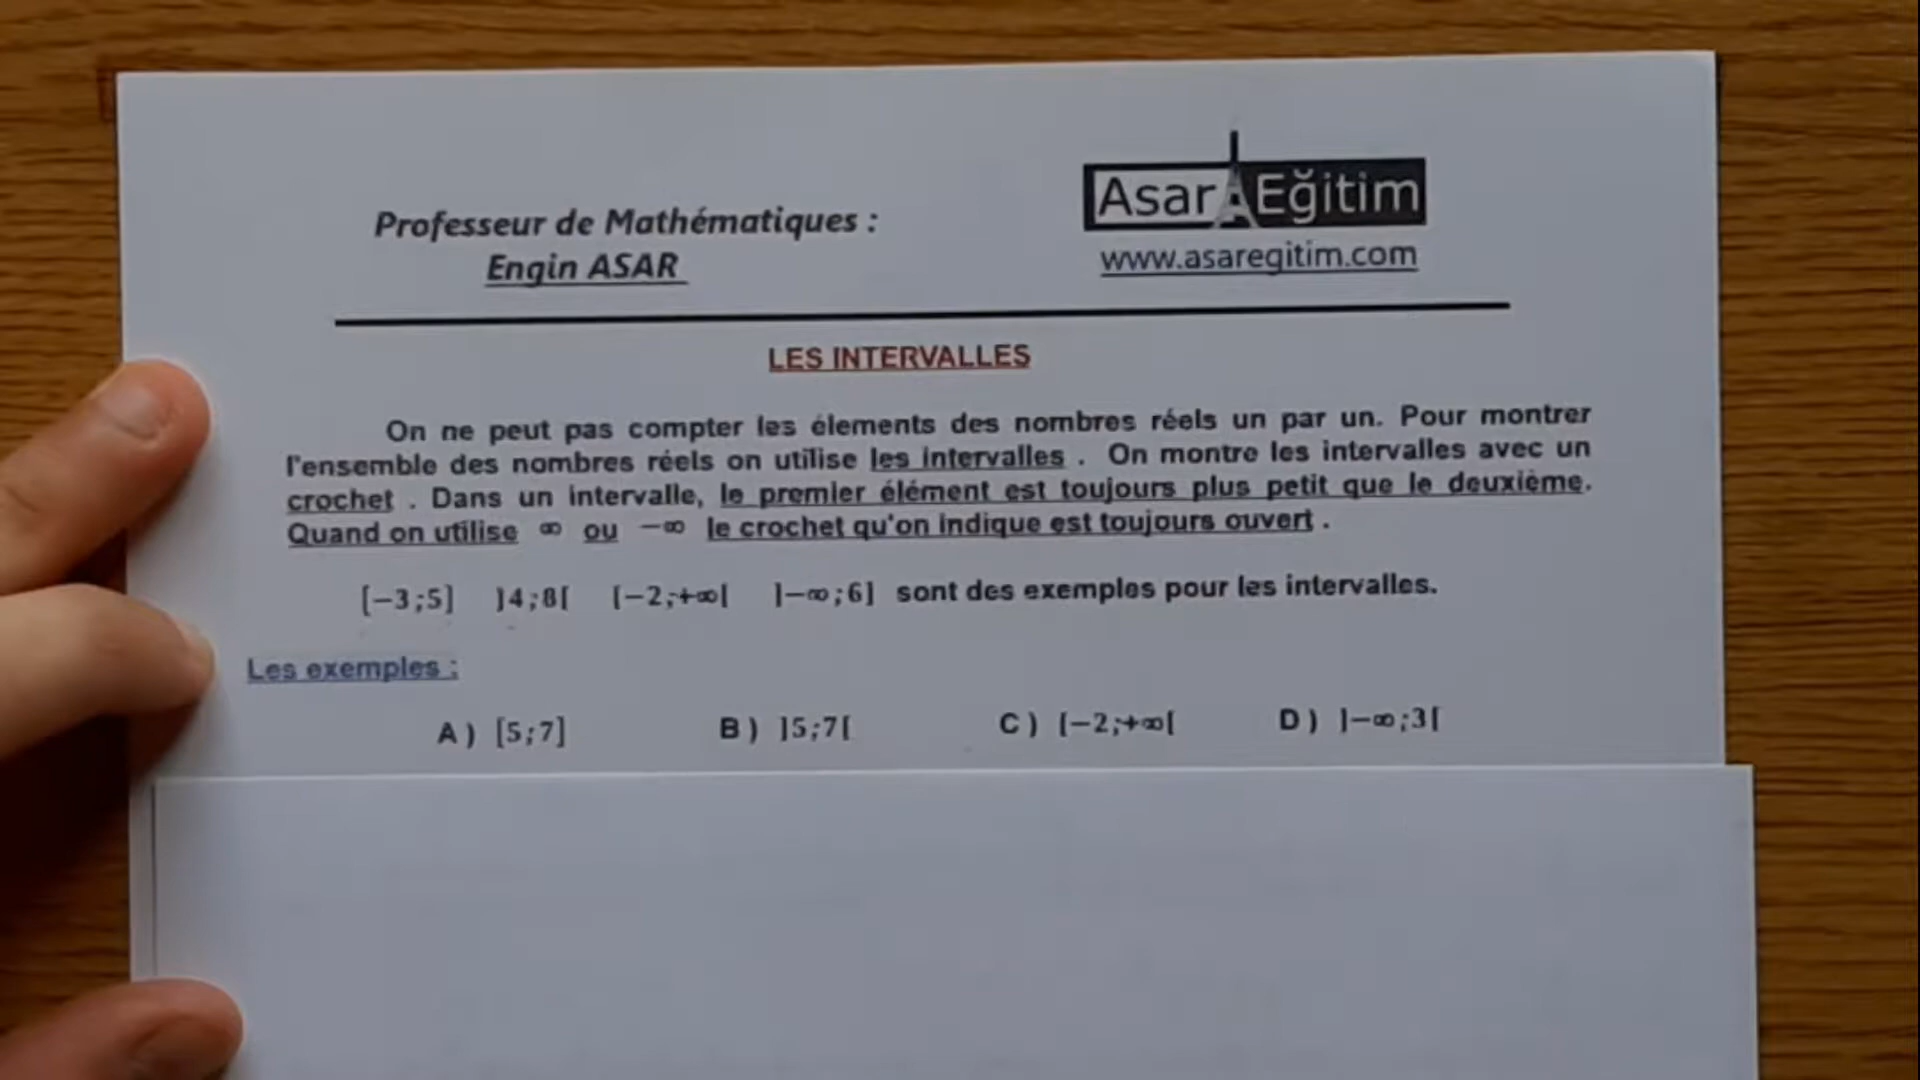 Asar Eğitim
Professeur de Mathématiques :
Engin ASAR
www.asaregitim.com
LES INTERVALLES
On ne peut pas compter les élements des nombres réels un par un. Pour montrer
l'ensemble des nombres réels on utilise les intervalles . On montre les intervalles avec un
crochet . Dans un intervalle, le premier élément est toujours plus petit que le deuxième.
Quand on utilise ∞ ou −∞ le crochet qu'on indique est toujours ouvert .
[−3;5] ]4;8[ [−2;+∞[ ]−∞;6] sont des exemples pour les intervalles.
Les exemples :
A ) [5;7] B ) ]5;7[ C ) [−2;+∞[ D ) ]−∞;3[